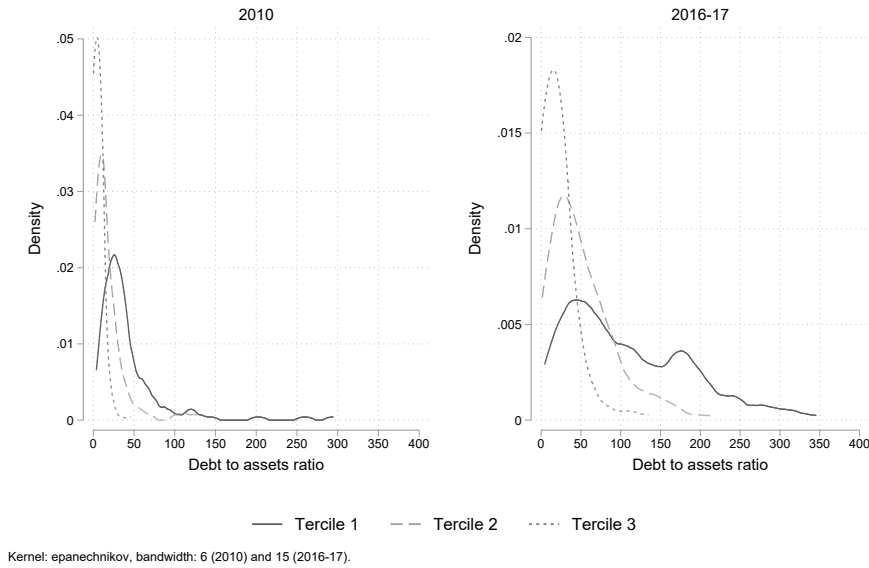 2010
2016-17
.05
.04
.03
.02
.01
0
Density
0 50 100 150 200 250 300 350 400
Debt to assets ratio
.02
.015
.01
.005
0
Density
0 50 100 150 200 250 300 350 400
Debt to assets ratio
Tercile 1 Tercile 2 Tercile 3
Kernel: epanechnikov, bandwidth: 6 (2010) and 15 (2016-17).